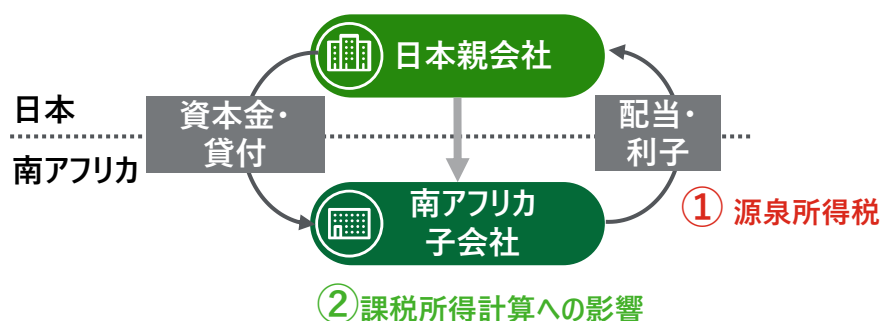 日本親会社
日本
資本金・
貸付
配当・
利子
南アフリカ
南アフリカ
子会社
① 源泉所得税
②課税所得計算への影響